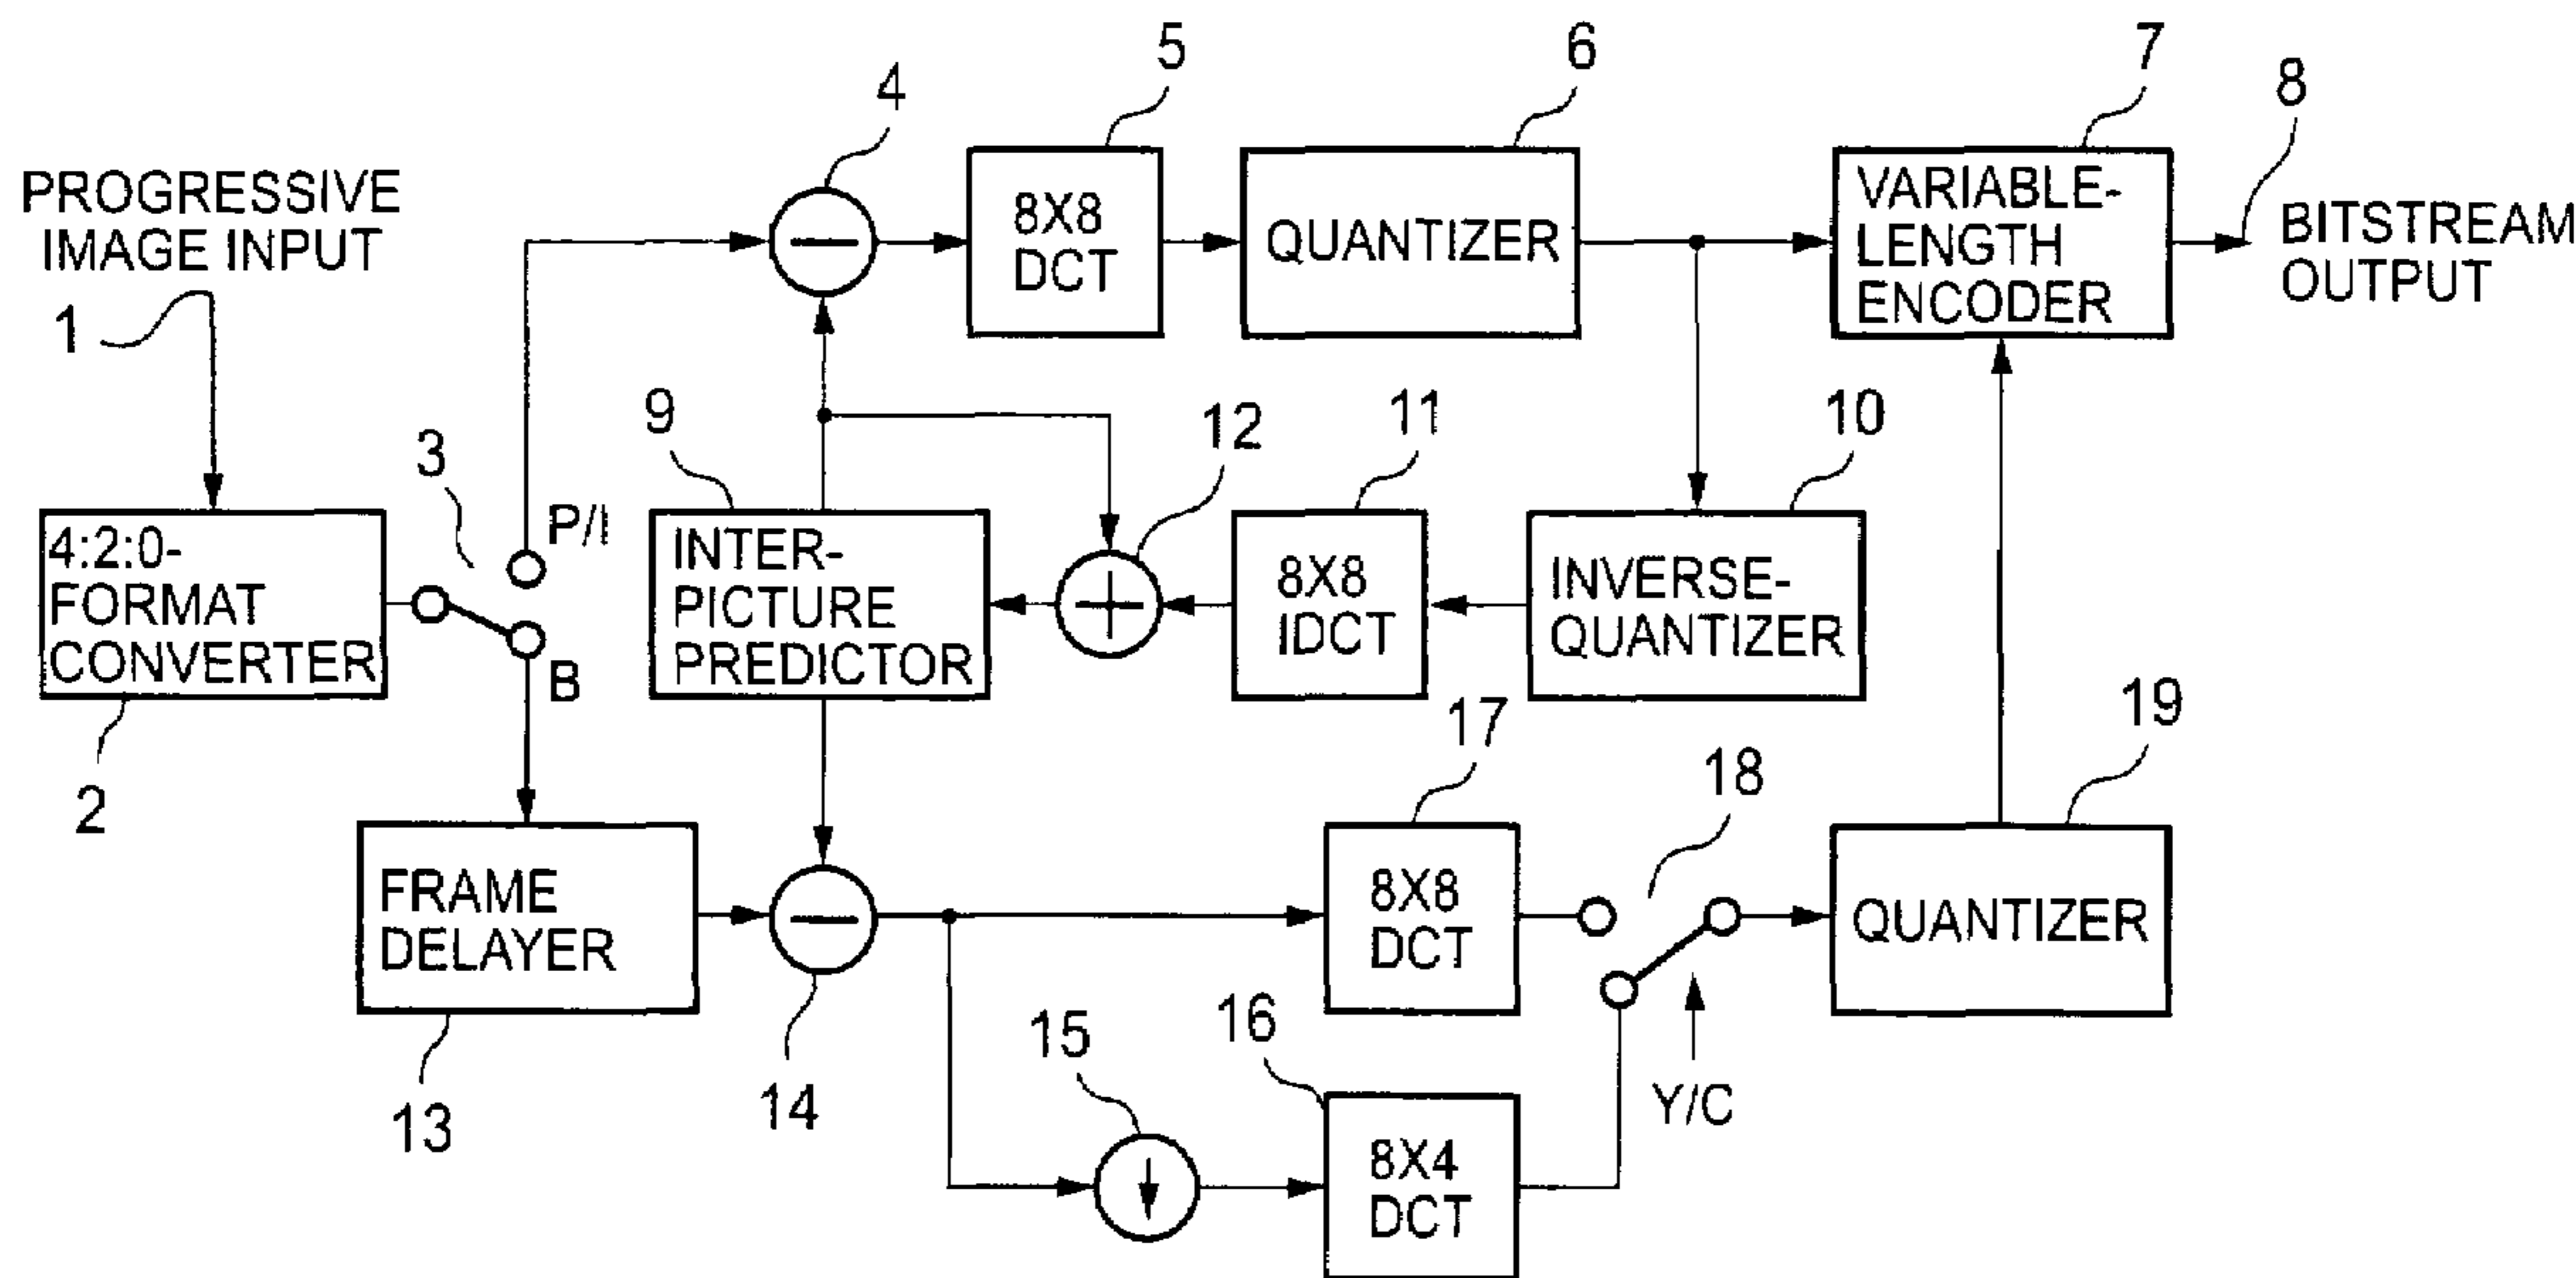 5
6
7
8
4
PROGRESSIVE
IMAGE INPUT
1
8X8
DCT
QUANTIZER
VARIABLE-
LENGTH
ENCODER
BITSTREAM
OUTPUT
3
9
12
11
10
P/I
B
4:2:0-
FORMAT
CONVERTER
2
INTER-
PICTURE
PREDICTOR
8X8
IDCT
INVERSE-
QUANTIZER
17
18
19
FRAME
DELAYER
13
14
8X8
DCT
QUANTIZER
15
16
Y/C
8X4
DCT